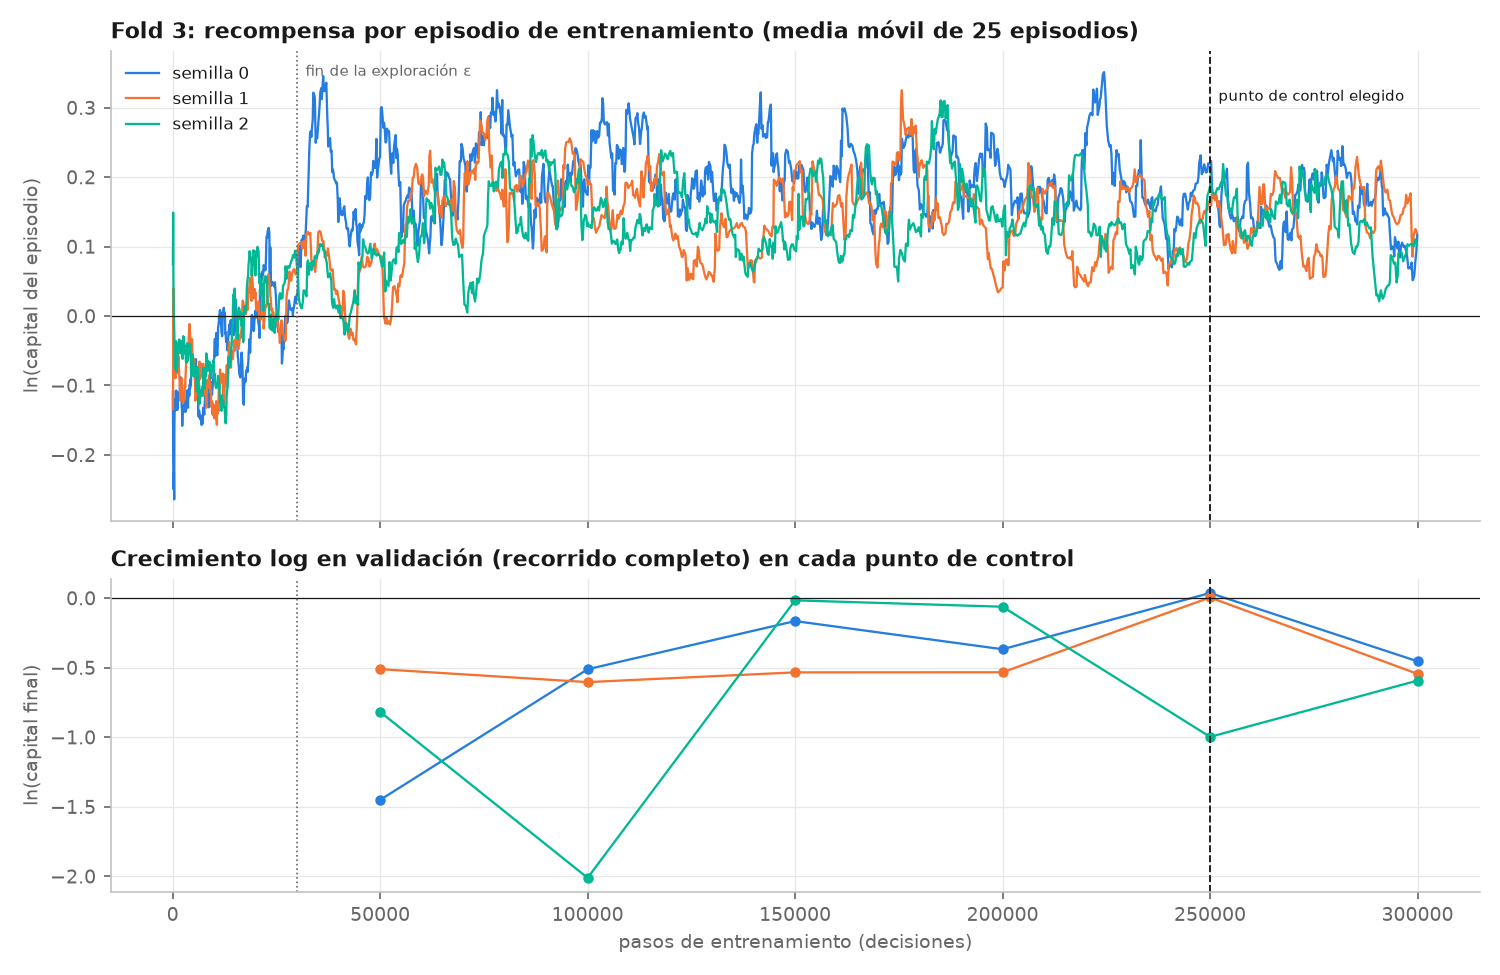 Fold 3: recompensa por episodio de entrenamiento (media móvil de 25 episodios)
semilla 0
semilla 1
semilla 2
fin de la exploración ε
punto de control elegido
ln(capital del episodio)
0.3
0.2
0.1
0.0
−0.1
−0.2
Crecimiento log en validación (recorrido completo) en cada punto de control
ln(capital final)
0.0
−0.5
−1.0
−1.5
−2.0
0 50000 100000 150000 200000 250000 300000
pasos de entrenamiento (decisiones)